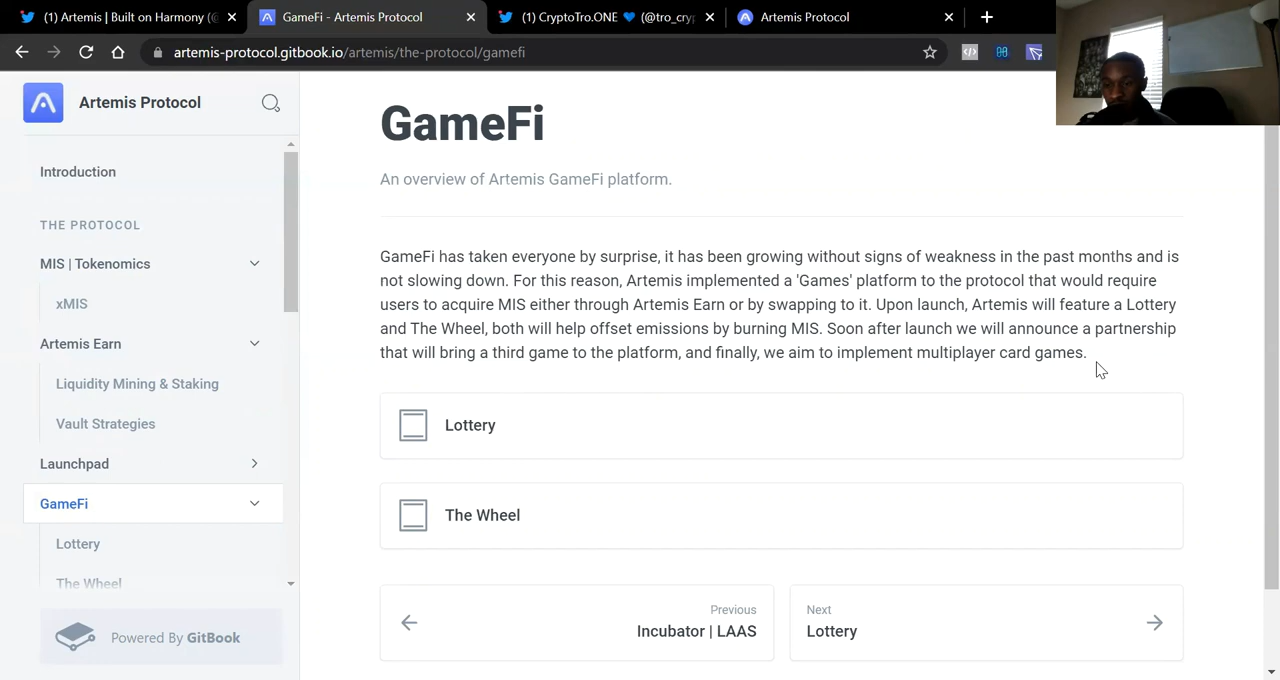 (1) Artemis | Built on Harmony (@
GameFi - Artemis Protocol
(1) CryptoTro.ONE 💙 (@tro_cryp
Artemis Protocol
artemis-protocol.gitbook.io/artemis/the-protocol/gamefi
Artemis Protocol
Introduction
THE PROTOCOL
MIS | Tokenomics
xMIS
Artemis Earn
Liquidity Mining & Staking
Vault Strategies
Launchpad
GameFi
Lottery
The Wheel
Powered By GitBook
GameFi
An overview of Artemis GameFi platform.
GameFi has taken everyone by surprise, it has been growing without signs of weakness in the past months and is
not slowing down. For this reason, Artemis implemented a 'Games' platform to the protocol that would require
users to acquire MIS either through Artemis Earn or by swapping to it. Upon launch, Artemis will feature a Lottery
and The Wheel, both will help offset emissions by burning MIS. Soon after launch we will announce a partnership
that will bring a third game to the platform, and finally, we aim to implement multiplayer card games.
Lottery
The Wheel
Previous
Incubator | LAAS
Next
Lottery